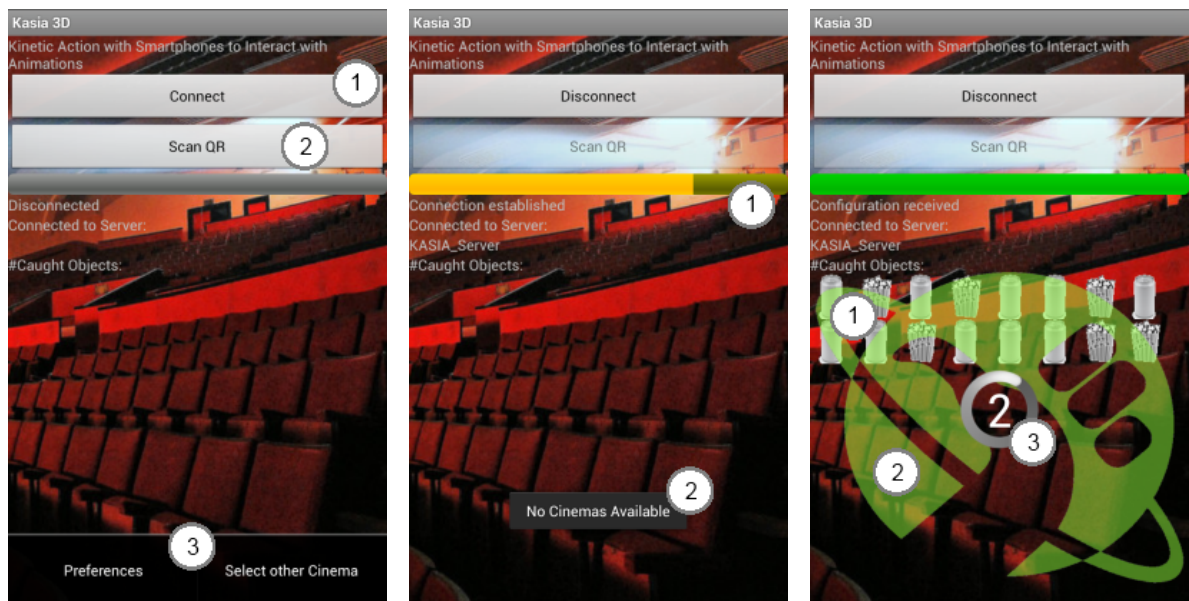 Kasia 3D
Kinetic Action with Smartphones to Interact with
Animations
1
Connect
2
Scan QR
Disconnected
Connected to Server:
#Caught Objects:
3
Preferences
Select other Cinema
Kasia 3D
Kinetic Action with Smartphones to Interact with
Animations
Disconnect
Scan QR
1
Connection established
Connected to Server:
KASIA_Server
#Caught Objects:
2
No Cinemas Available
Kasia 3D
Kinetic Action with Smartphones to Interact with
Animations
Disconnect
Scan QR
Configuration received
Connected to Server:
KASIA_Server
#Caught Objects:
1
2
3
2